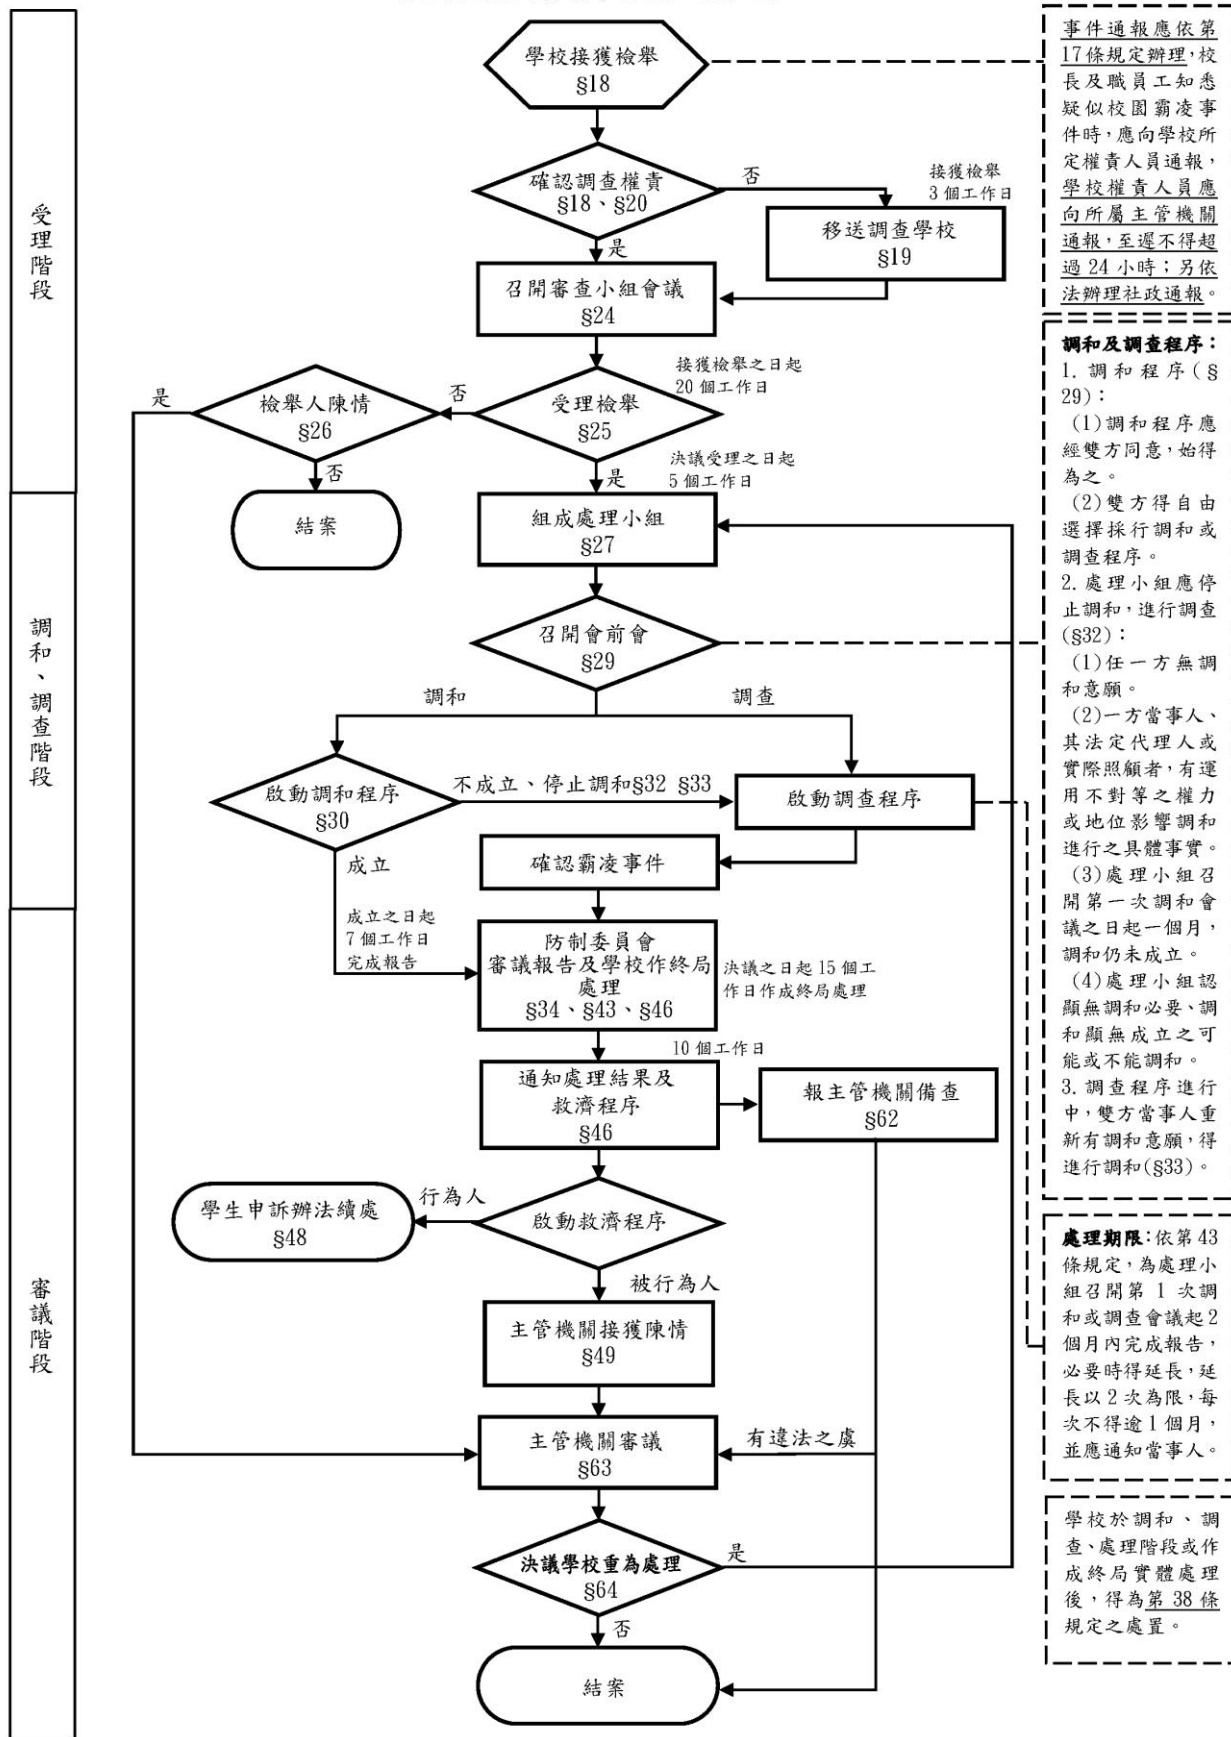 受理階段
調和、調查階段
審議階段
學校接獲檢舉
§18
確認調查權責
§18、§20
否
接獲檢舉
3 個工作日
移送調查學校
§19
是
召開審查小組會議
§24
接獲檢舉之日起
20 個工作日
受理檢舉
§25
否
檢舉人陳情
§26
是
否
結案
決議受理之日起
5 個工作日
是
組成處理小組
§27
召開會前會
§29
調和
調查
啟動調和程序
§30
不成立、停止調和§32 §33
啟動調查程序
成立
確認霸凌事件
成立之日起
7 個工作日
完成報告
防制委員會
審議報告及學校作終局
處理
§34、§43、§46
決議之日起 15 個工
作日作成終局處理
10 個工作日
通知處理結果及
救濟程序
§46
報主管機關備查
§62
啟動救濟程序
行為人
學生申訴辦法續處
§48
被行為人
主管機關接獲陳情
§49
主管機關審議
§63
有違法之虞
決議學校重為處理
§64
是
否
結案
事件通報應依第
17條規定辦理，校
長及職員工知悉
疑似校園霸凌事
件時，應向學校所
定權責人員通報，
學校權責人員應
向所屬主管機關
通報，至遲不得超
過 24 小時；另依
法辦理社政通報。
調和及調查程序：
1. 調和程序(§
29)：
(1)調和程序應
經雙方同意，始得
為之。
(2)雙方得自由
選擇採行調和或
調查程序。
2. 處理小組應停
止調和，進行調查
(§32)：
(1)任一方無調
和意願。
(2)一方當事人、
其法定代理人或
實際照顧者，有運
用不對等之權力
或地位影響調和
進行之具體事實。
(3)處理小組召
開第一次調和會
議之日起一個月，
調和仍未成立。
(4)處理小組認
顯無調和必要、調
和顯無成立之可
能或不能調和。
3. 調查程序進行
中，雙方當事人重
新有調和意願，得
進行調和(§33)。
處理期限：依第 43
條規定，為處理小
組召開第 1 次調
和或調查會議起2
個月內完成報告，
必要時得延長，延
長以2次為限，每
次不得逾1個月，
並應通知當事人。
學校於調和、調
查、處理階段或作
成終局實體處理
後，得為第 38 條
規定之處置。